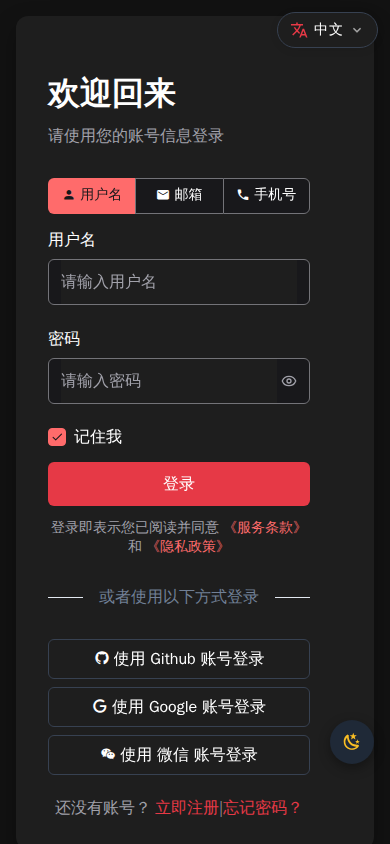 中文
欢迎回来
请使用您的账号信息登录
用户名 邮箱 手机号
用户名
请输入用户名
密码
请输入密码
记住我
登录
登录即表示您已阅读并同意 《服务条款》
和 《隐私政策》
或者使用以下方式登录
使用 Github 账号登录
使用 Google 账号登录
使用 微信 账号登录
还没有账号？ 立即注册|忘记密码？